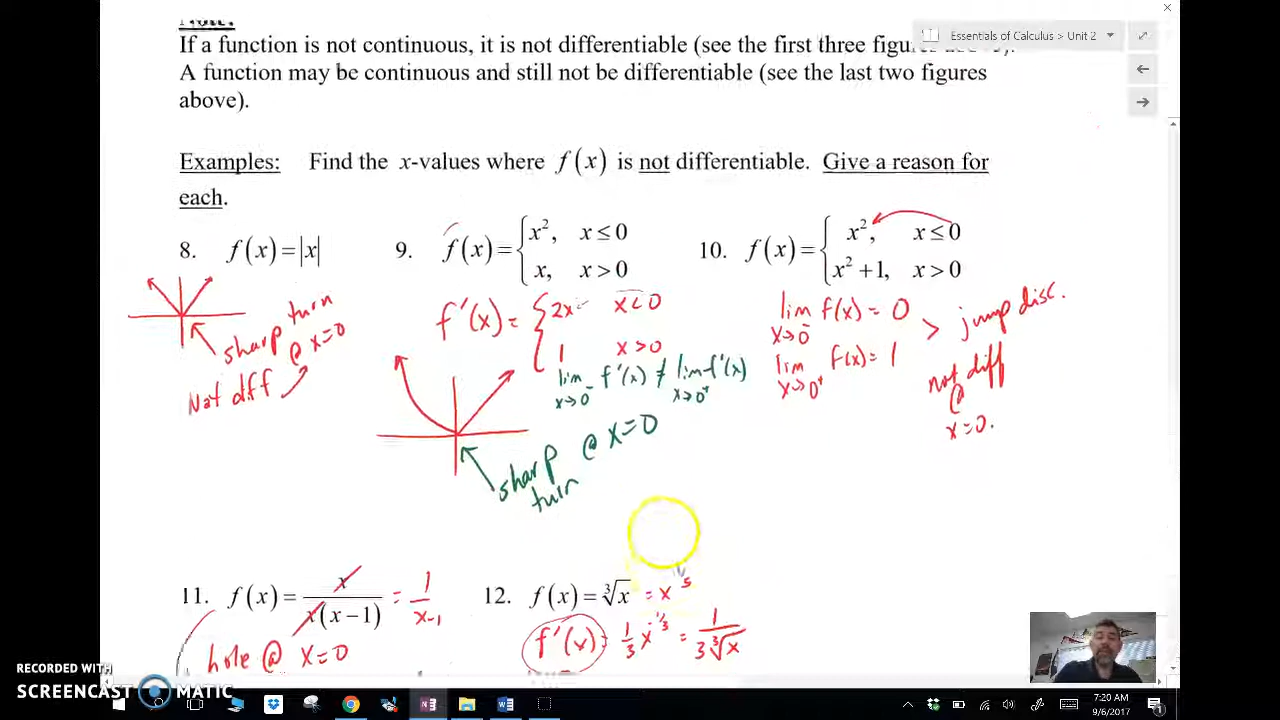 Note:
If a function is not continuous, it is not differentiable (see the first three figu
Essentials of Calculus > Unit 2
A function may be continuous and still not be differentiable (see the last two figures
above).
Examples: Find the x-values where f(x) is not differentiable. Give a reason for
each.
8. f(x) = |x|
9. f(x) = { x², x ≤ 0
x, x > 0
10. f(x) = { x², x ≤ 0
x² + 1, x > 0
sharp turn
@ x=0
Not diff
f'(x) = { 2x x<0
1 x>0
lim f'(x) ≠ lim f'(x)
x→0⁻ x→0⁺
sharp turn @ x=0
lim f(x) = 0
x→0⁻
lim f(x) = 1
x→0⁺
> jump disc.
not diff
@
x=0.
11. f(x) = x/x(x−1) = 1/x-1
hole @ x=0
12. f(x) = ∛x = x
f'(x) = 1/3 x = 1/3∛x
RECORDED WITH
SCREENCAST MATIC
7:20 AM
9/6/2017